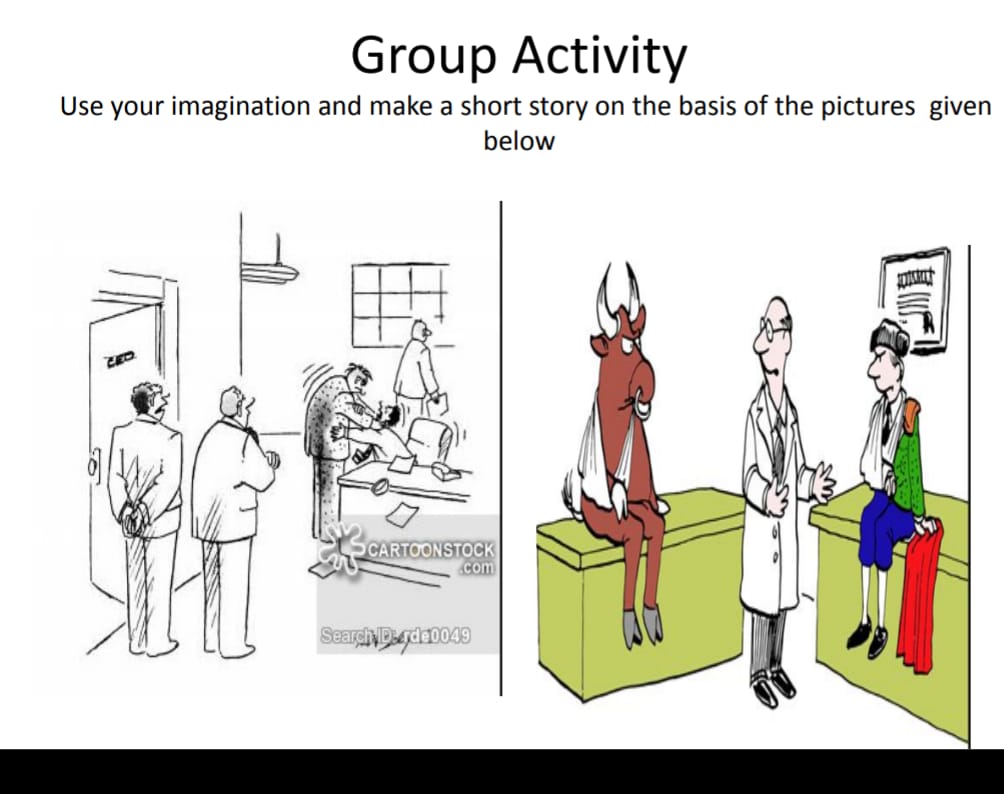 Group Activity
Use your imagination and make a short story on the basis of the pictures given
below
CEO
CARTOONSTOCK
.com
Search ID: rde0049